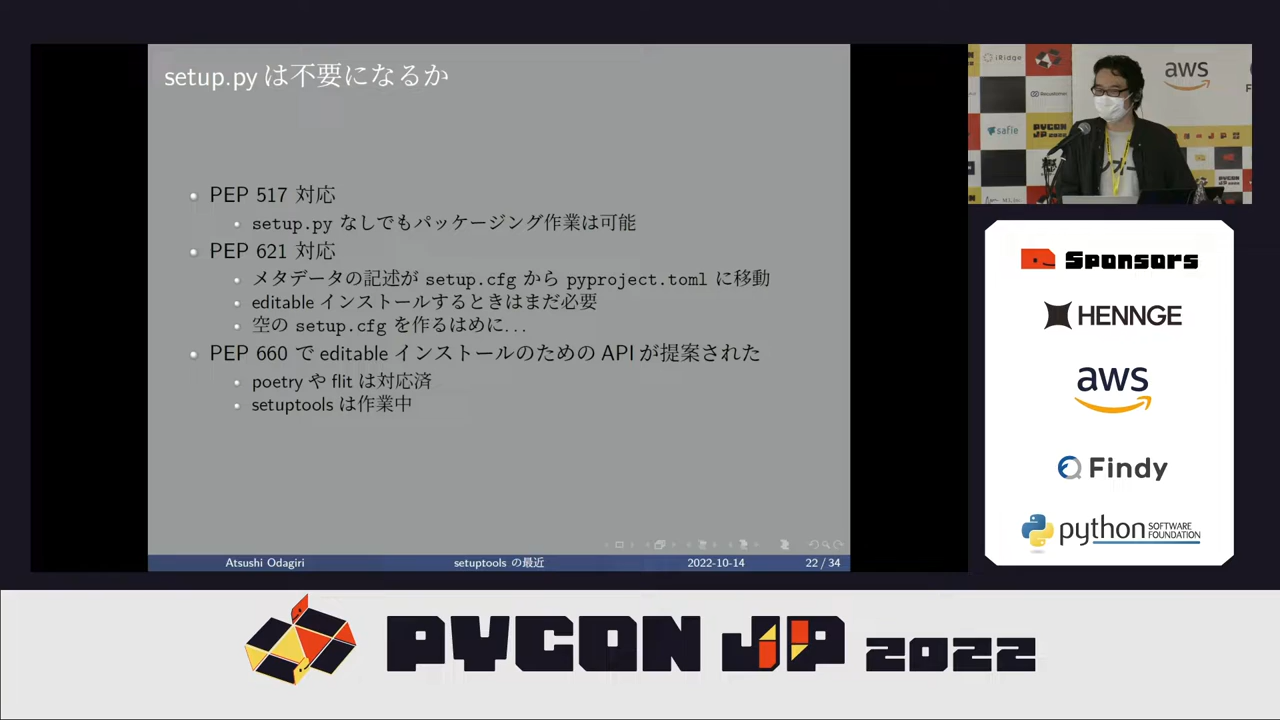 setup.py は不要になるか
PEP 517 対応
setup.py なしでもパッケージング作業は可能
PEP 621 対応
メタデータの記述が setup.cfg から pyproject.toml に移動
editable インストールするときはまだ必要
空の setup.cfg を作るはめに...
PEP 660 で editable インストールのための API が提案された
poetry や flit は対応済
setuptools は作業中
Atsushi Odagiri
setuptools の最近
2022-10-14
22 / 34
iRidge
aws
safie
PYCON JP 2022
Sponsors
HENNGE
aws
Findy
python SOFTWARE FOUNDATION
PYCON JP 2022